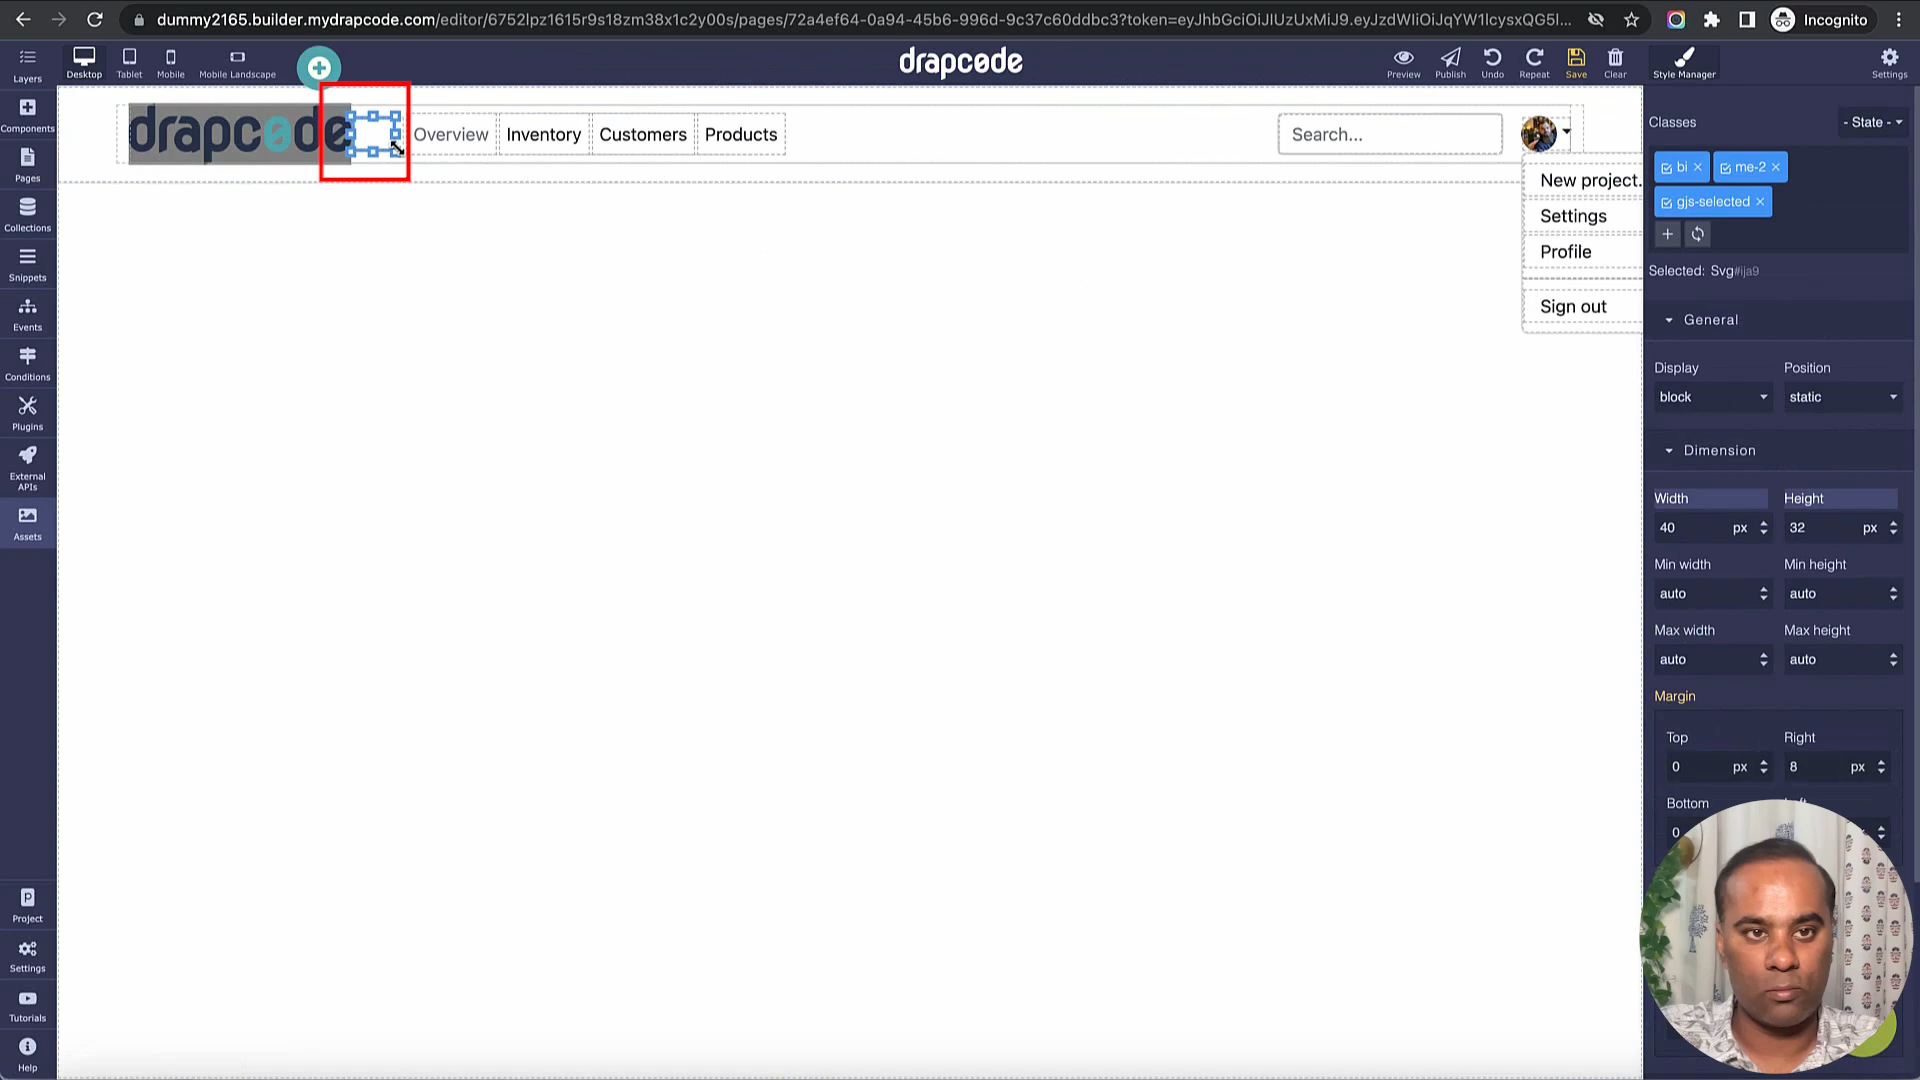 dummy2165.builder.mydrapcode.com/editor/6752lpz1615r9s18zm38x1c2y00s/pages/72a4ef64-0a94-45b6-996d-9c37c60ddbc3?token=eyJhbGciOiJIUzUxMiJ9.eyJzdWIiOiJqYW1lcysxQG5l...
Incognito
Layers
Desktop
Tablet
Mobile
Mobile Landscape
drapcode
Preview
Publish
Undo
Repeat
Save
Clear
Style Manager
Settings
Components
Pages
Collections
Snippets
Events
Conditions
Plugins
External
APIs
Assets
Project
Settings
Tutorials
Help
drapcode
Overview
Inventory
Customers
Products
Search...
New project.
Settings
Profile
Sign out
Classes
- State -
bi
me-2
gjs-selected
Selected: Svg#ija9
General
Display
Position
block
static
Dimension
Width
Height
40 px
32 px
Min width
Min height
auto
auto
Max width
Max height
auto
auto
Margin
Top
Right
0 px
8 px
Bottom
0